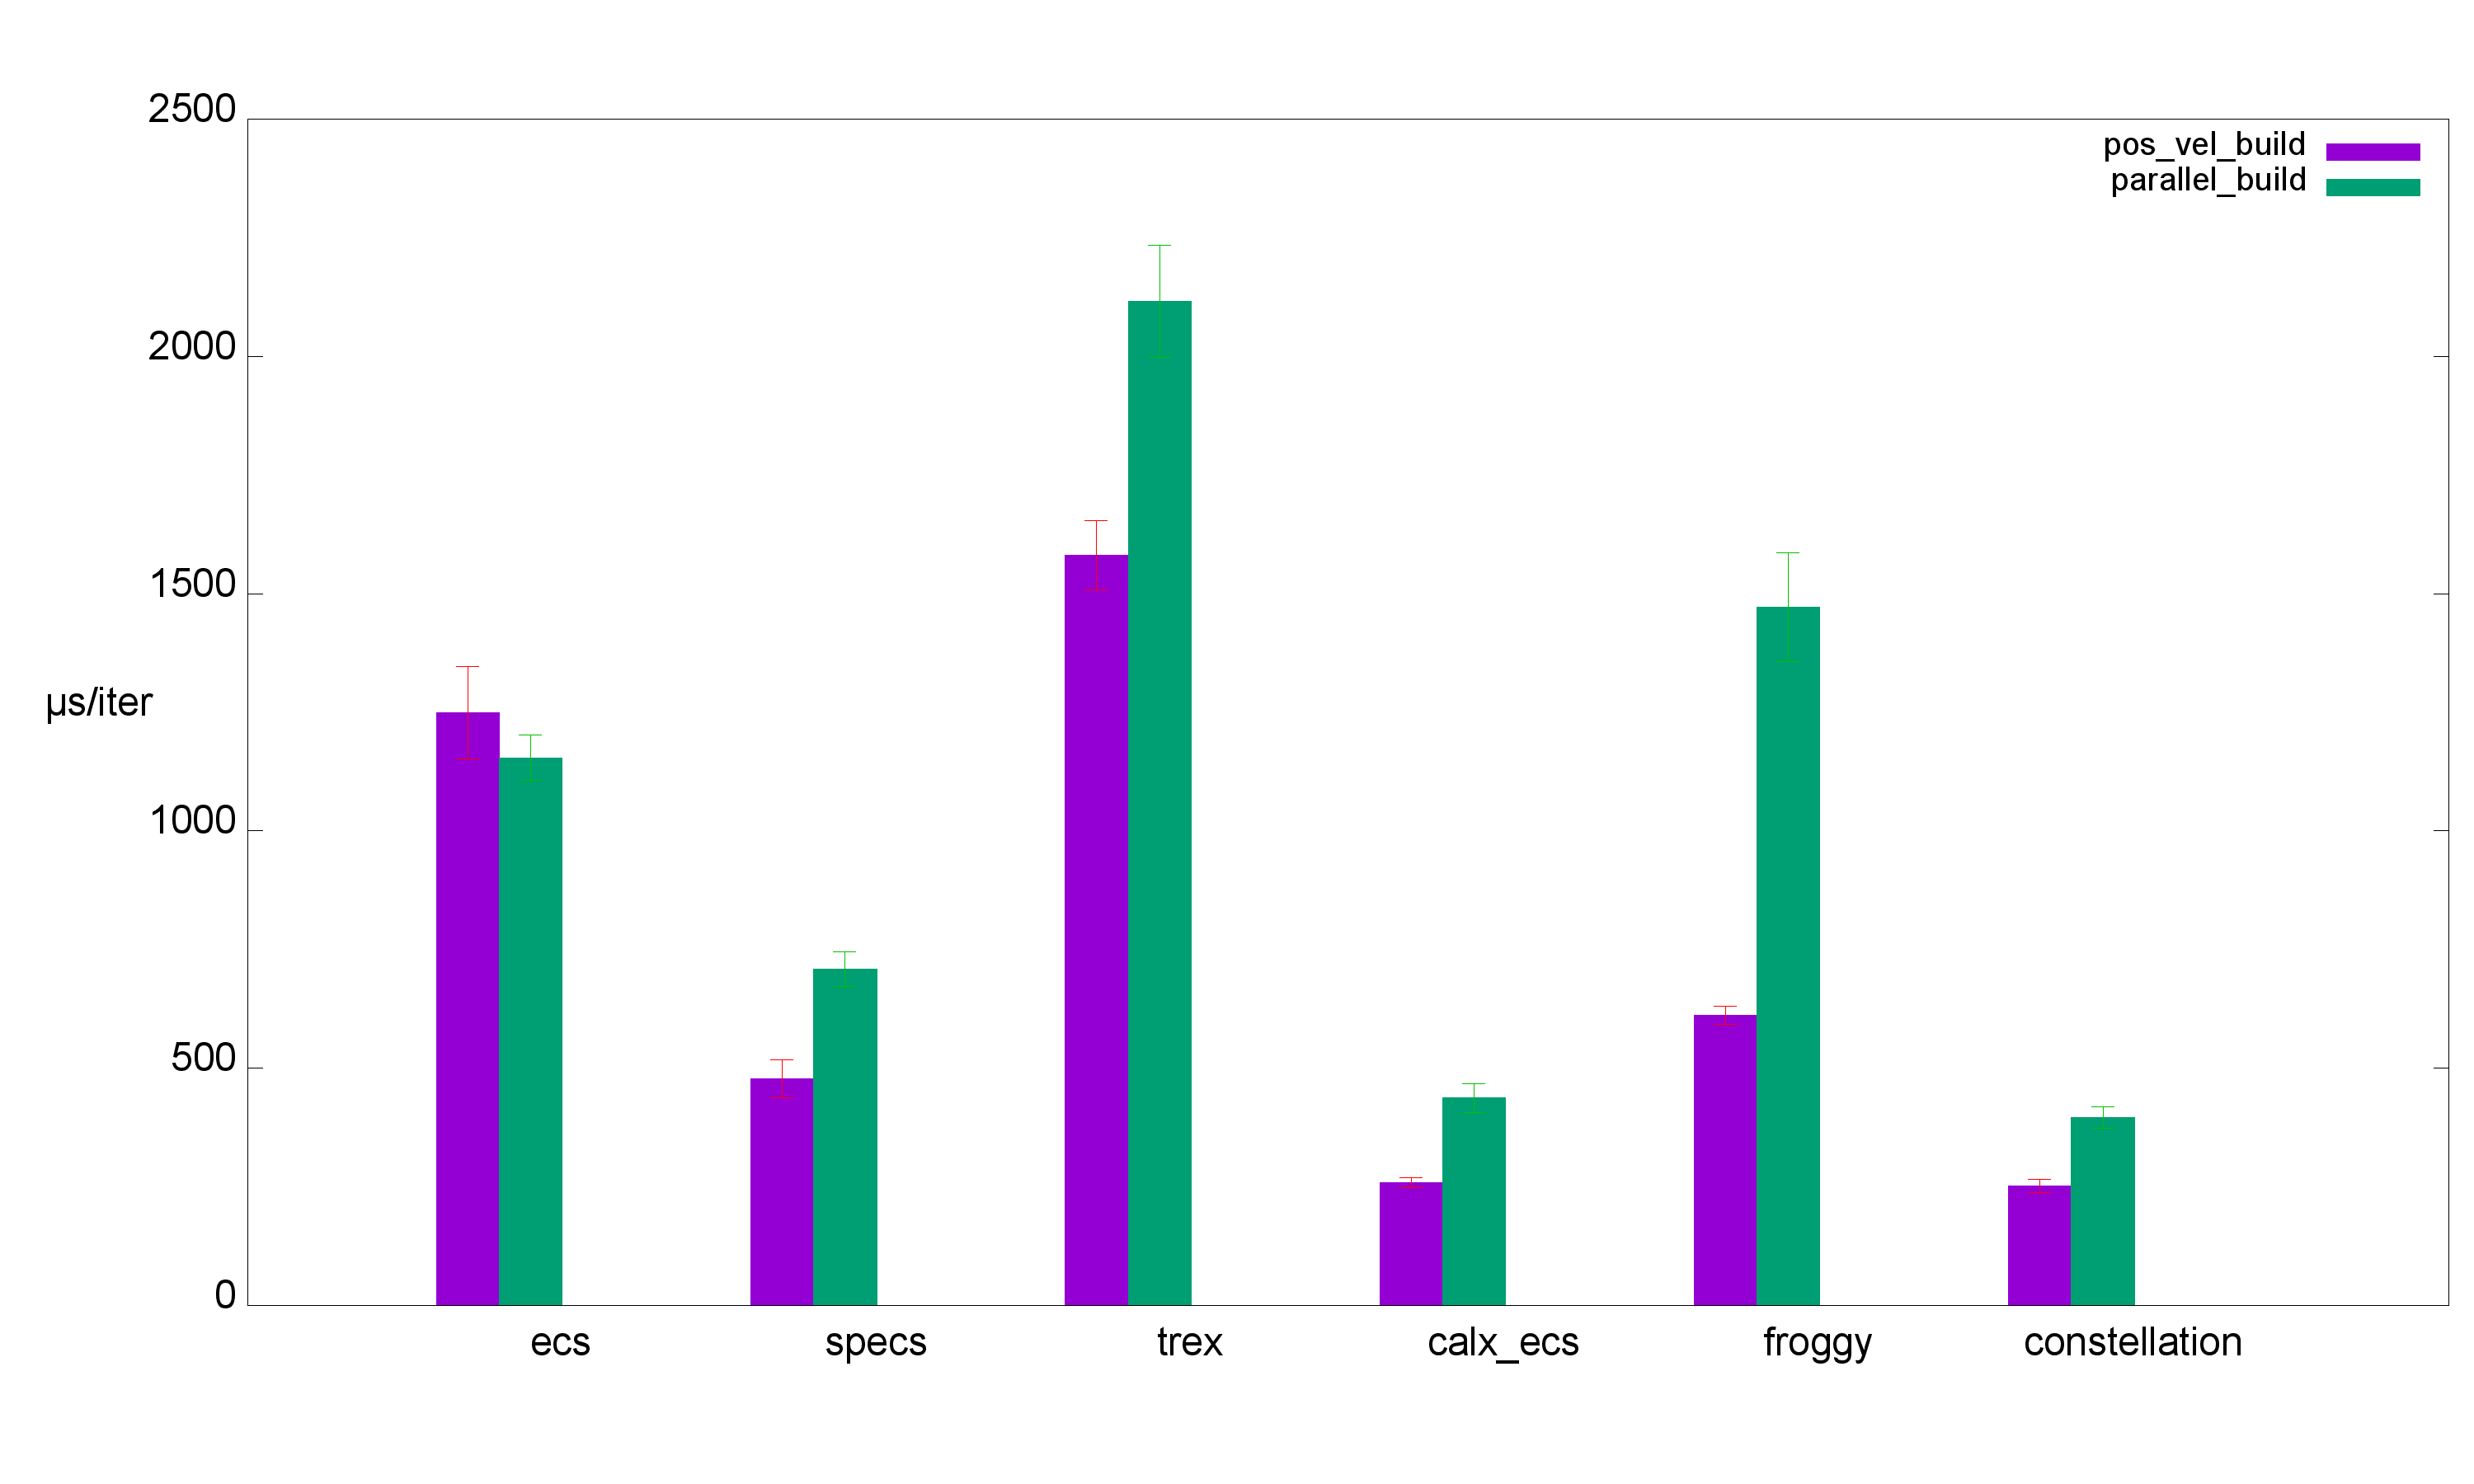 2500
pos_vel_build
parallel_build
2000
1500
µs/iter
1000
500
0
ecs specs trex calx_ecs froggy constellation